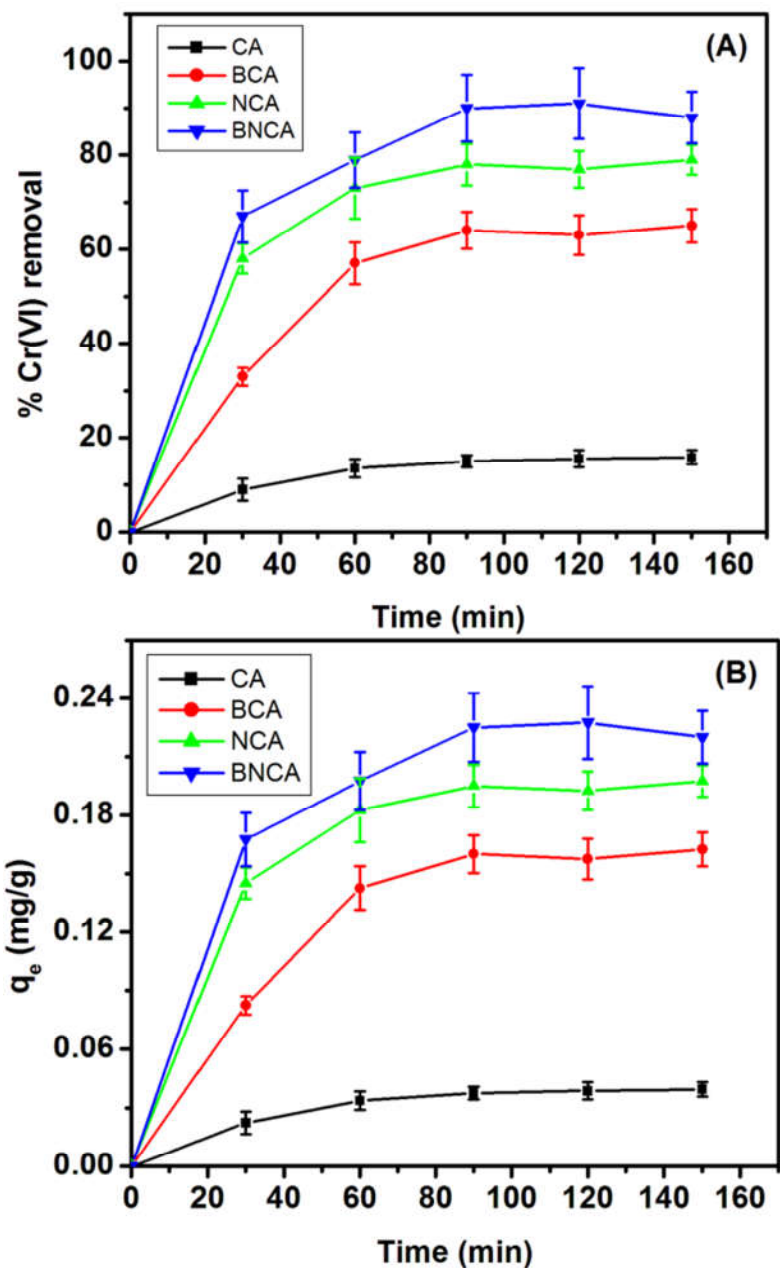 (A)
CA
BCA
NCA
BNCA
% Cr(VI) removal
100
80
60
40
20
0
0 20 40 60 80 100 120 140 160
Time (min)
(B)
CA
BCA
NCA
BNCA
qe (mg/g)
0.24
0.18
0.12
0.06
0.00
0 20 40 60 80 100 120 140 160
Time (min)